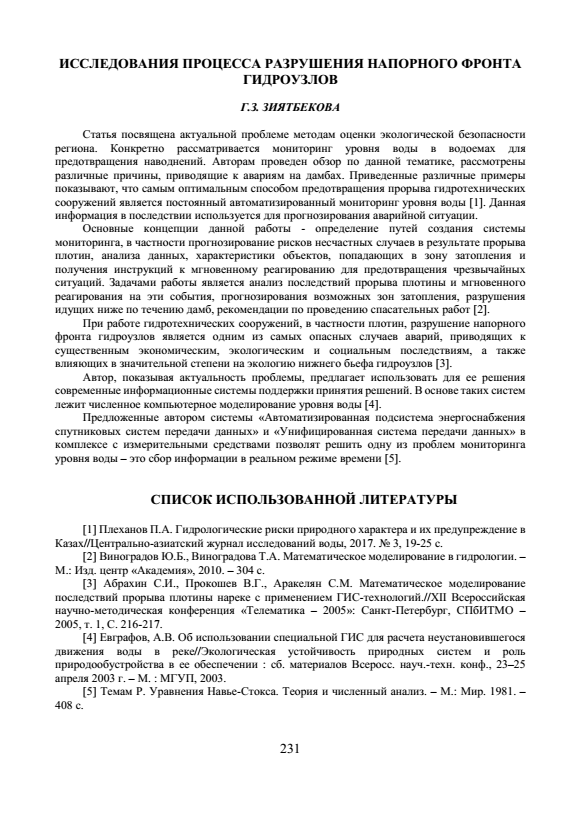 ИССЛЕДОВАНИЯ ПРОЦЕССА РАЗРУШЕНИЯ НАПОРНОГО ФРОНТА
ГИДРОУЗЛОВ
Г.З. ЗИЯТБЕКОВА
Статья посвящена актуальной проблеме методам оценки экологической безопасности
региона. Конкретно рассматривается мониторинг уровня воды в водоемах для
предотвращения наводнений. Авторам проведен обзор по данной тематике, рассмотрены
различные причины, приводящие к авариям на дамбах. Приведенные различные примеры
показывают, что самым оптимальным способом предотвращения прорыва гидротехнических
сооружений является постоянный автоматизированный мониторинг уровня воды [1]. Данная
информация в последствии используется для прогнозирования аварийной ситуации.
Основные концепции данной работы - определение путей создания системы
мониторинга, в частности прогнозирование рисков несчастных случаев в результате прорыва
плотин, анализа данных, характеристики объектов, попадающих в зону затопления и
получения инструкций к мгновенному реагированию для предотвращения чрезвычайных
ситуаций. Задачами работы является анализ последствий прорыва плотины и мгновенного
реагирования на эти события, прогнозирования возможных зон затопления, разрушения
идущих ниже по течению дамб, рекомендации по проведению спасательных работ [2].
При работе гидротехнических сооружений, в частности плотин, разрушение напорного
фронта гидроузлов является одним из самых опасных случаев аварий, приводящих к
существенным экономическим, экологическим и социальным последствиям, а также
влияющих в значительной степени на экологию нижнего бьефа гидроузлов [3].
Автор, показывая актуальность проблемы, предлагает использовать для ее решения
современные информационные системы поддержки принятия решений. В основе таких систем
лежит численное компьютерное моделирование уровня воды [4].
Предложенные автором системы «Автоматизированная подсистема энергоснабжения
спутниковых систем передачи данных» и «Унифицированная система передачи данных» в
комплексе с измерительными средствами позволят решить одну из проблем мониторинга
уровня воды – это сбор информации в реальном режиме времени [5].
СПИСОК ИСПОЛЬЗОВАННОЙ ЛИТЕРАТУРЫ
[1] Плеханов П.А. Гидрологические риски природного характера и их предупреждение в
Казах//Центрально-азиатский журнал исследований воды, 2017. № 3, 19-25 с.
[2] Виноградов Ю.Б., Виноградова Т.А. Математическое моделирование в гидрологии. –
М.: Изд. центр «Академия», 2010. – 304 с.
[3] Абрахин С.И., Прокошев В.Г., Аракелян С.М. Математическое моделирование
последствий прорыва плотины нареке с применением ГИС-технологий.//XII Всероссийская
научно-методическая конференция «Телематика – 2005»: Санкт-Петербург, СПбИТМО –
2005, т. 1, С. 216-217.
[4] Евграфов, А.В. Об использовании специальной ГИС для расчета неустановившегося
движения воды в реке//Экологическая устойчивость природных систем и роль
природообустройства в ее обеспечении : сб. материалов Всеросс. науч.-техн. конф., 23–25
апреля 2003 г. – М. : МГУП, 2003.
[5] Темам Р. Уравнения Навье-Стокса. Теория и численный анализ. – М.: Мир. 1981. –
408 с.
231